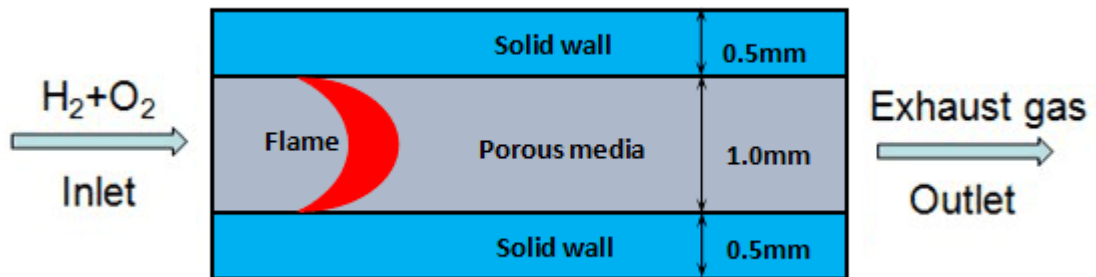 Solid wall
0.5mm
H₂+O₂
Inlet
Flame
Porous media
1.0mm
Exhaust gas
Outlet
Solid wall
0.5mm